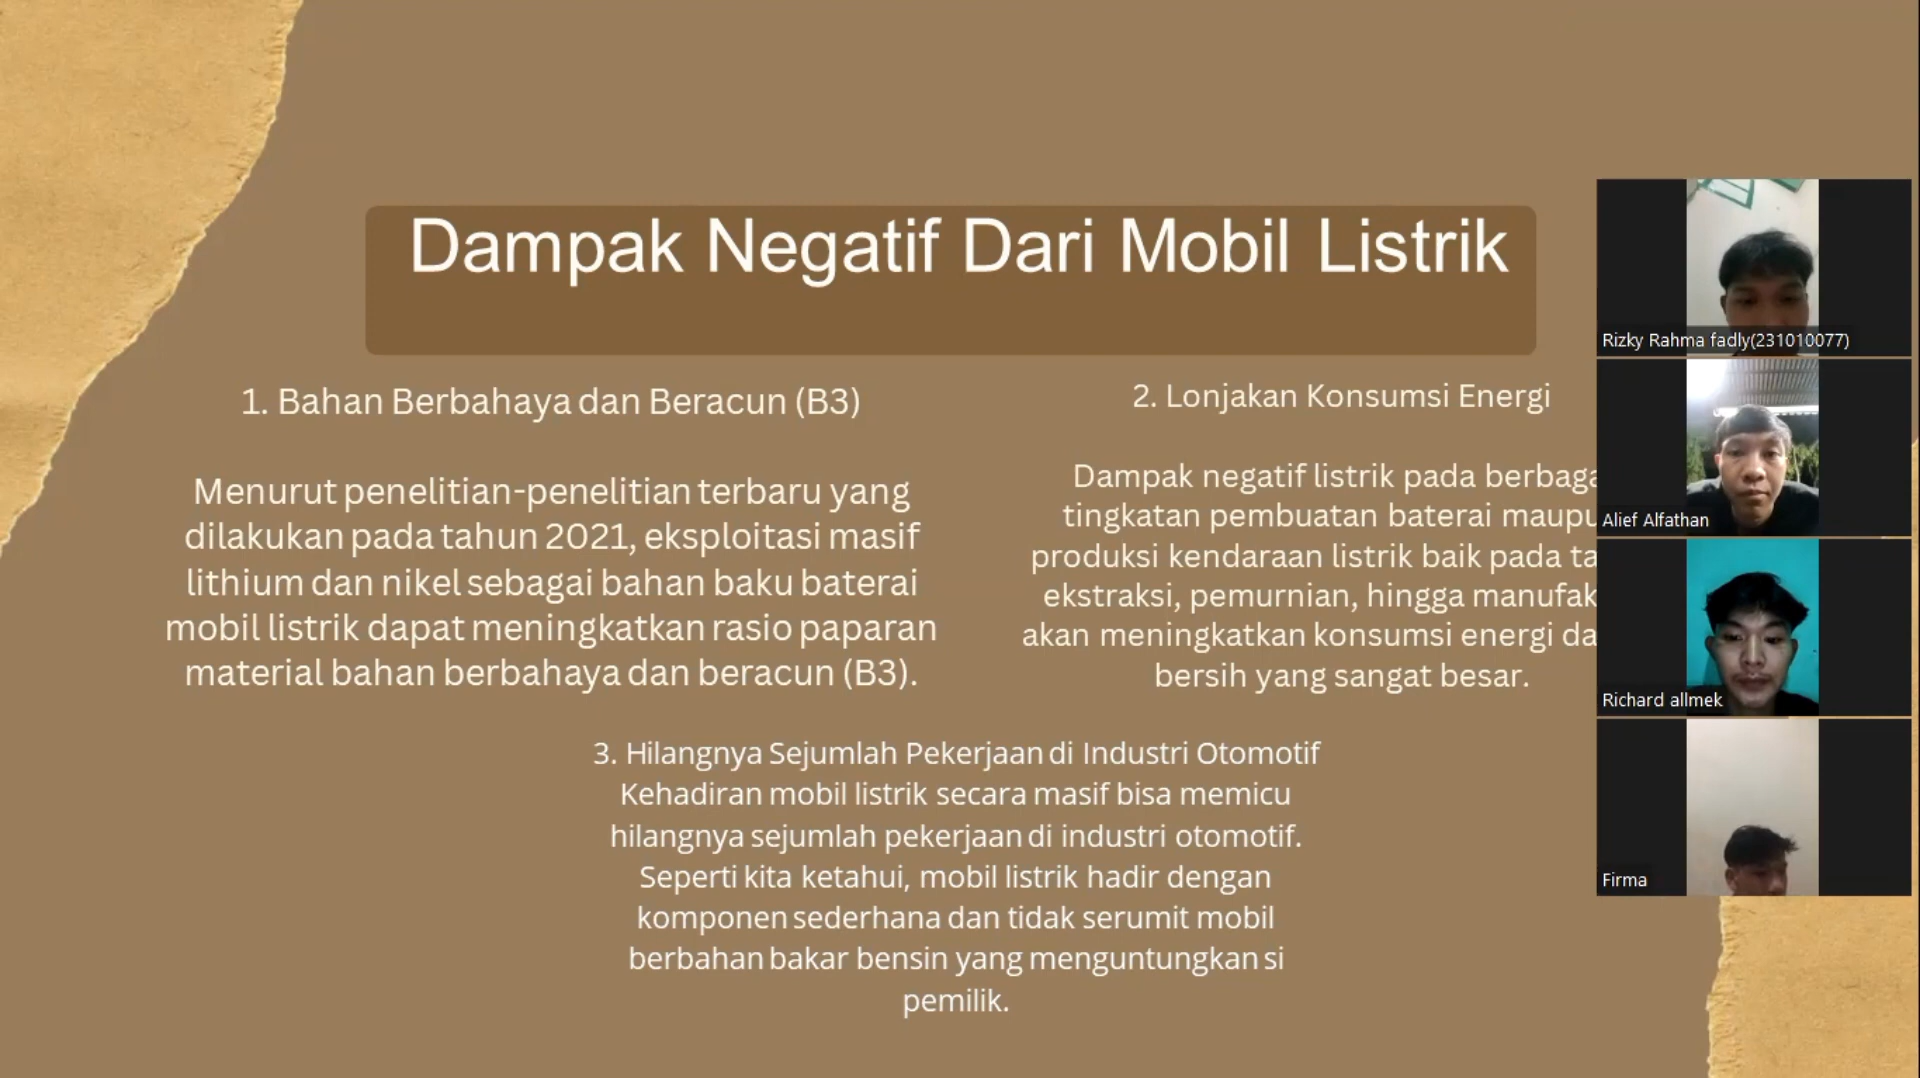 Dampak Negatif Dari Mobil Listrik
1. Bahan Berbahaya dan Beracun (B3)
Menurut penelitian-penelitian terbaru yang
dilakukan pada tahun 2021, eksploitasi masif
lithium dan nikel sebagai bahan baku baterai
mobil listrik dapat meningkatkan rasio paparan
material bahan berbahaya dan beracun (B3).
2. Lonjakan Konsumsi Energi
Dampak negatif listrik pada
tingkatan pembuatan baterai
produksi kendaraan listrik baik pada
ekstraksi, pemurnian, hingga
akan meningkatkan konsumsi energi
bersih yang sangat besar.
3. Hilangnya Sejumlah Pekerjaan di Industri Otomotif
Kehadiran mobil listrik secara masif bisa memicu
hilangnya sejumlah pekerjaan di industri otomotif.
Seperti kita ketahui, mobil listrik hadir dengan
komponen sederhana dan tidak serumit mobil
berbahan bakar bensin yang menguntungkan si
pemilik.
Rizky Rahma fadly(231010077)
Alief Alfathan
Richard allmek
Firma